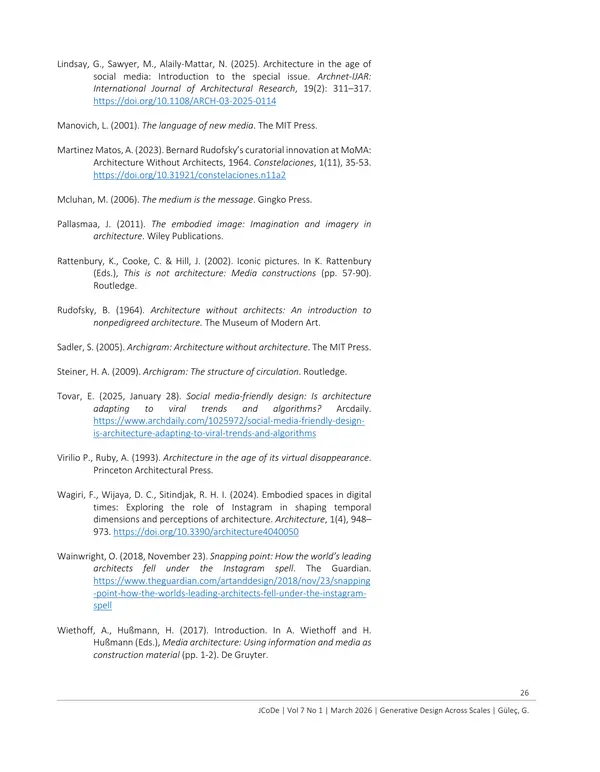 Lindsay, G., Sawyer, M., Alaily-Mattar, N. (2025). Architecture in the age of
social media: Introduction to the special issue. Archnet-IJAR:
International Journal of Architectural Research, 19(2): 311–317.
https://doi.org/10.1108/ARCH-03-2025-0114
Manovich, L. (2001). The language of new media. The MIT Press.
Martinez Matos, A. (2023). Bernard Rudofsky's curatorial innovation at MoMA:
Architecture Without Architects, 1964. Constelaciones, 1(11), 35-53.
https://doi.org/10.31921/constelaciones.n11a2
Mcluhan, M. (2006). The medium is the message. Gingko Press.
Pallasmaa, J. (2011). The embodied image: Imagination and imagery in
architecture. Wiley Publications.
Rattenbury, K., Cooke, C. & Hill, J. (2002). Iconic pictures. In K. Rattenbury
(Eds.), This is not architecture: Media constructions (pp. 57-90).
Routledge.
Rudofsky, B. (1964). Architecture without architects: An introduction to
nonpedigreed architecture. The Museum of Modern Art.
Sadler, S. (2005). Archigram: Architecture without architecture. The MIT Press.
Steiner, H. A. (2009). Archigram: The structure of circulation. Routledge.
Tovar, E. (2025, January 28). Social media-friendly design: Is architecture
adapting to viral trends and algorithms? Arcdaily.
https://www.archdaily.com/1025972/social-media-friendly-design-
is-architecture-adapting-to-viral-trends-and-algorithms
Virilio P., Ruby, A. (1993). Architecture in the age of its virtual disappearance.
Princeton Architectural Press.
Wagiri, F., Wijaya, D. C., Sitindjak, R. H. I. (2024). Embodied spaces in digital
times: Exploring the role of Instagram in shaping temporal
dimensions and perceptions of architecture. Architecture, 1(4), 948–
973. https://doi.org/10.3390/architecture4040050
Wainwright, O. (2018, November 23). Snapping point: How the world's leading
architects fell under the Instagram spell. The Guardian.
https://www.theguardian.com/artanddesign/2018/nov/23/snapping
-point-how-the-worlds-leading-architects-fell-under-the-instagram-
spell
Wiethoff, A., Hußmann, H. (2017). Introduction. In A. Wiethoff and H.
Hußmann (Eds.), Media architecture: Using information and media as
construction material (pp. 1-2). De Gruyter.
26
JCoDe | Vol 7 No 1 | March 2026 | Generative Design Across Scales | Güleç, G.